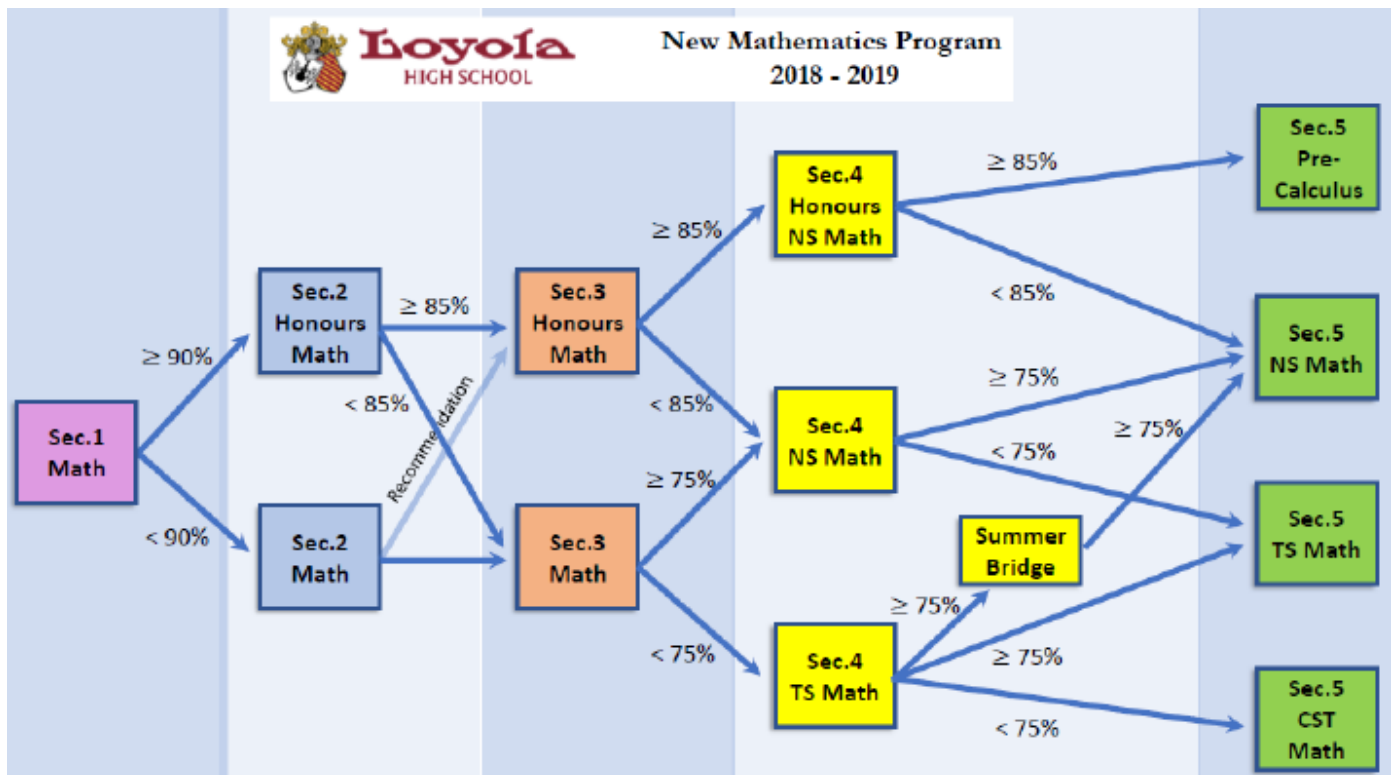 Loyola
HIGH SCHOOL
New Mathematics Program
2018 - 2019
Sec.1
Math
≥ 90%
< 90%
Sec.2
Honours
Math
Sec.2
Math
≥ 85%
< 85%
Recommendation
Sec.3
Honours
Math
Sec.3
Math
≥ 85%
< 85%
≥ 75%
< 75%
Sec.4
Honours
NS Math
Sec.4
NS Math
Sec.4
TS Math
≥ 85%
< 85%
≥ 75%
< 75%
≥ 75%
Summer
Bridge
≥ 75%
≥ 75%
< 75%
Sec.5
Pre-
Calculus
Sec.5
NS Math
Sec.5
TS Math
Sec.5
CST
Math